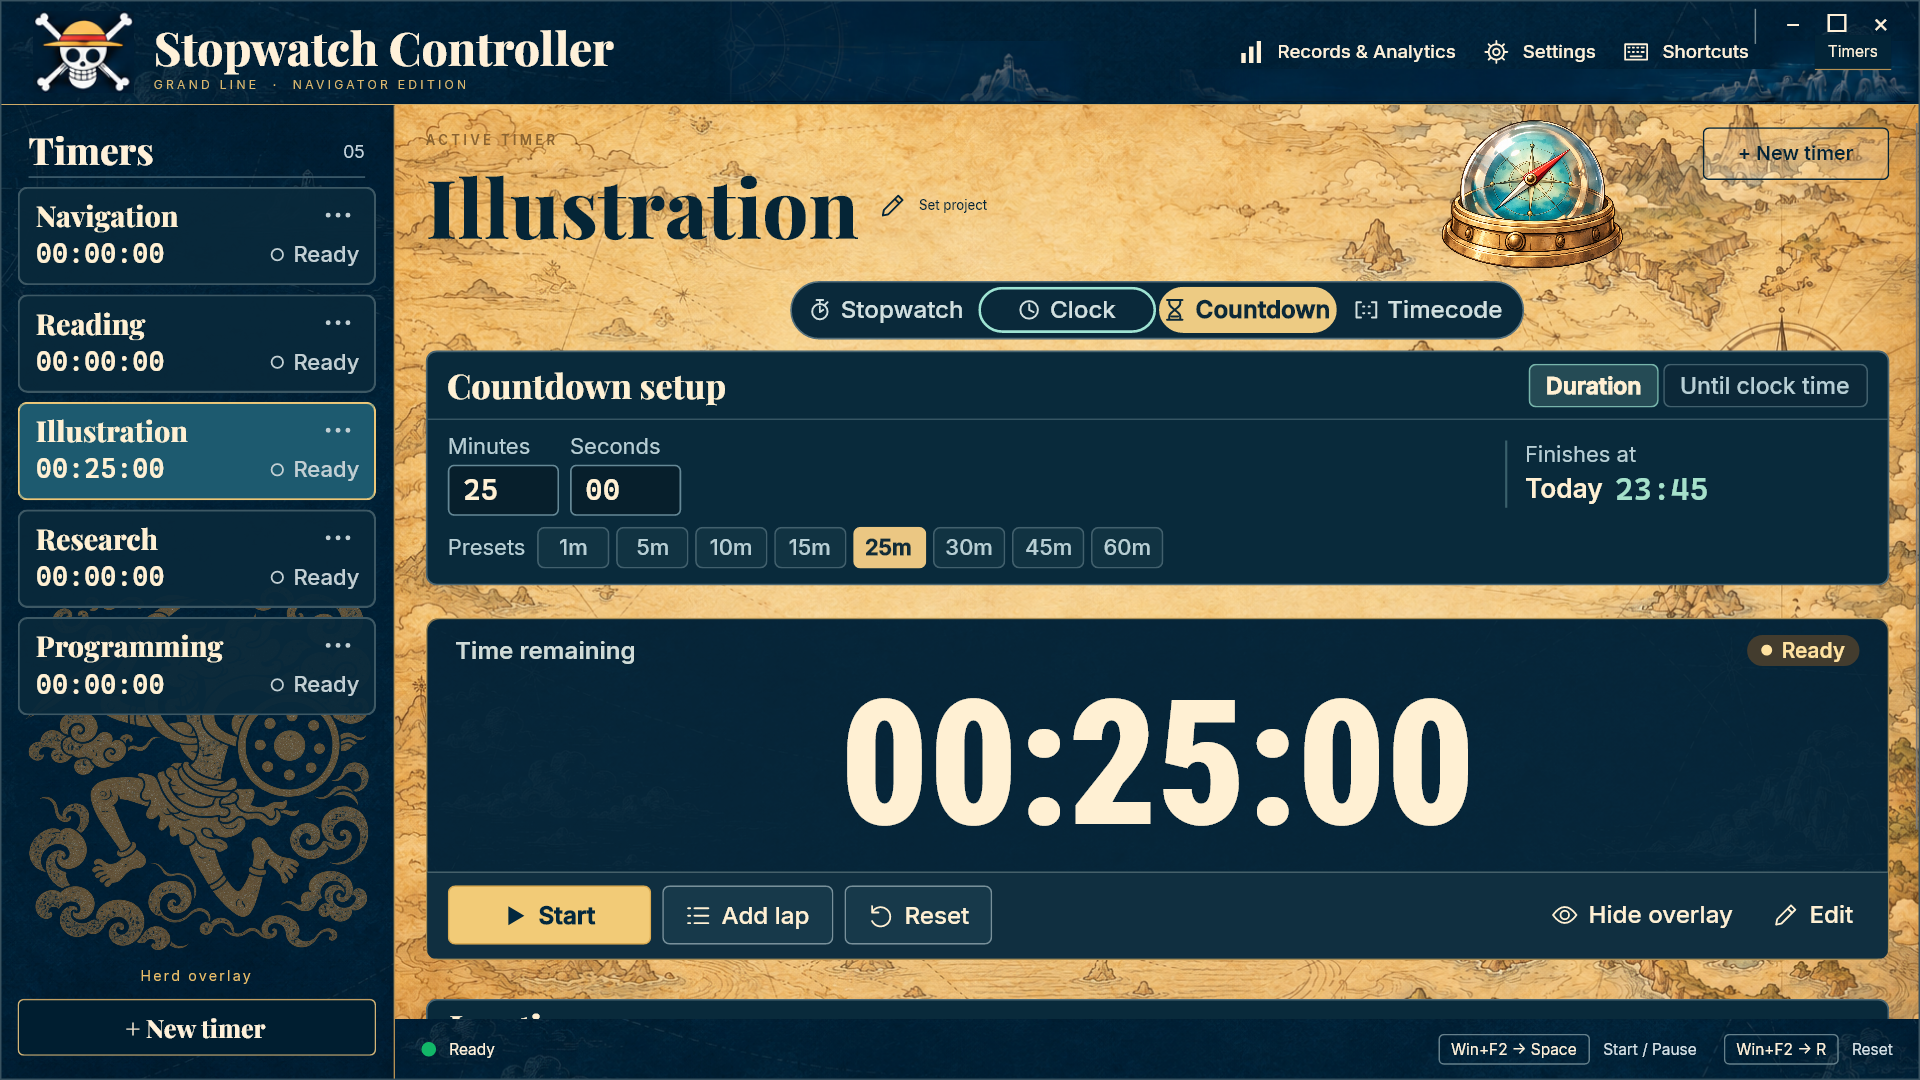 Stopwatch Controller
GRAND LINE · NAVIGATOR EDITION
Records & Analytics
Settings
Shortcuts
Timers
Timers
05
Navigation
00:00:00
Ready
Reading
00:00:00
Ready
Illustration
00:25:00
Ready
Research
00:00:00
Ready
Programming
00:00:00
Ready
Herd overlay
+ New timer
ACTIVE TIMER
Illustration
Set project
+ New timer
Stopwatch
Clock
Countdown
Timecode
Countdown setup
Duration
Until clock time
Minutes
Seconds
25
00
Finishes at
Today 23:45
Presets
1m
5m
10m
15m
25m
30m
45m
60m
Time remaining
Ready
00:25:00
Start
Add lap
Reset
Hide overlay
Edit
Ready
Win+F2 → Space
Start / Pause
Win+F2 → R
Reset